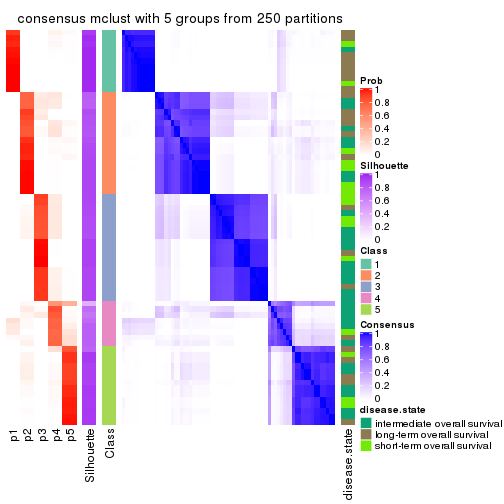 consensus mclust with 5 groups from 250 partitions
Prob
1
0.8
0.6
0.4
0.2
0
Silhouette
1
0.8
0.6
0.4
0.2
0
Class
1
2
3
4
5
Consensus
1
0.8
0.6
0.4
0.2
0
disease.state
intermediate overall survival
long-term overall survival
short-term overall survival
p1
p2
p3
p4
p5
Silhouette
Class
disease.state